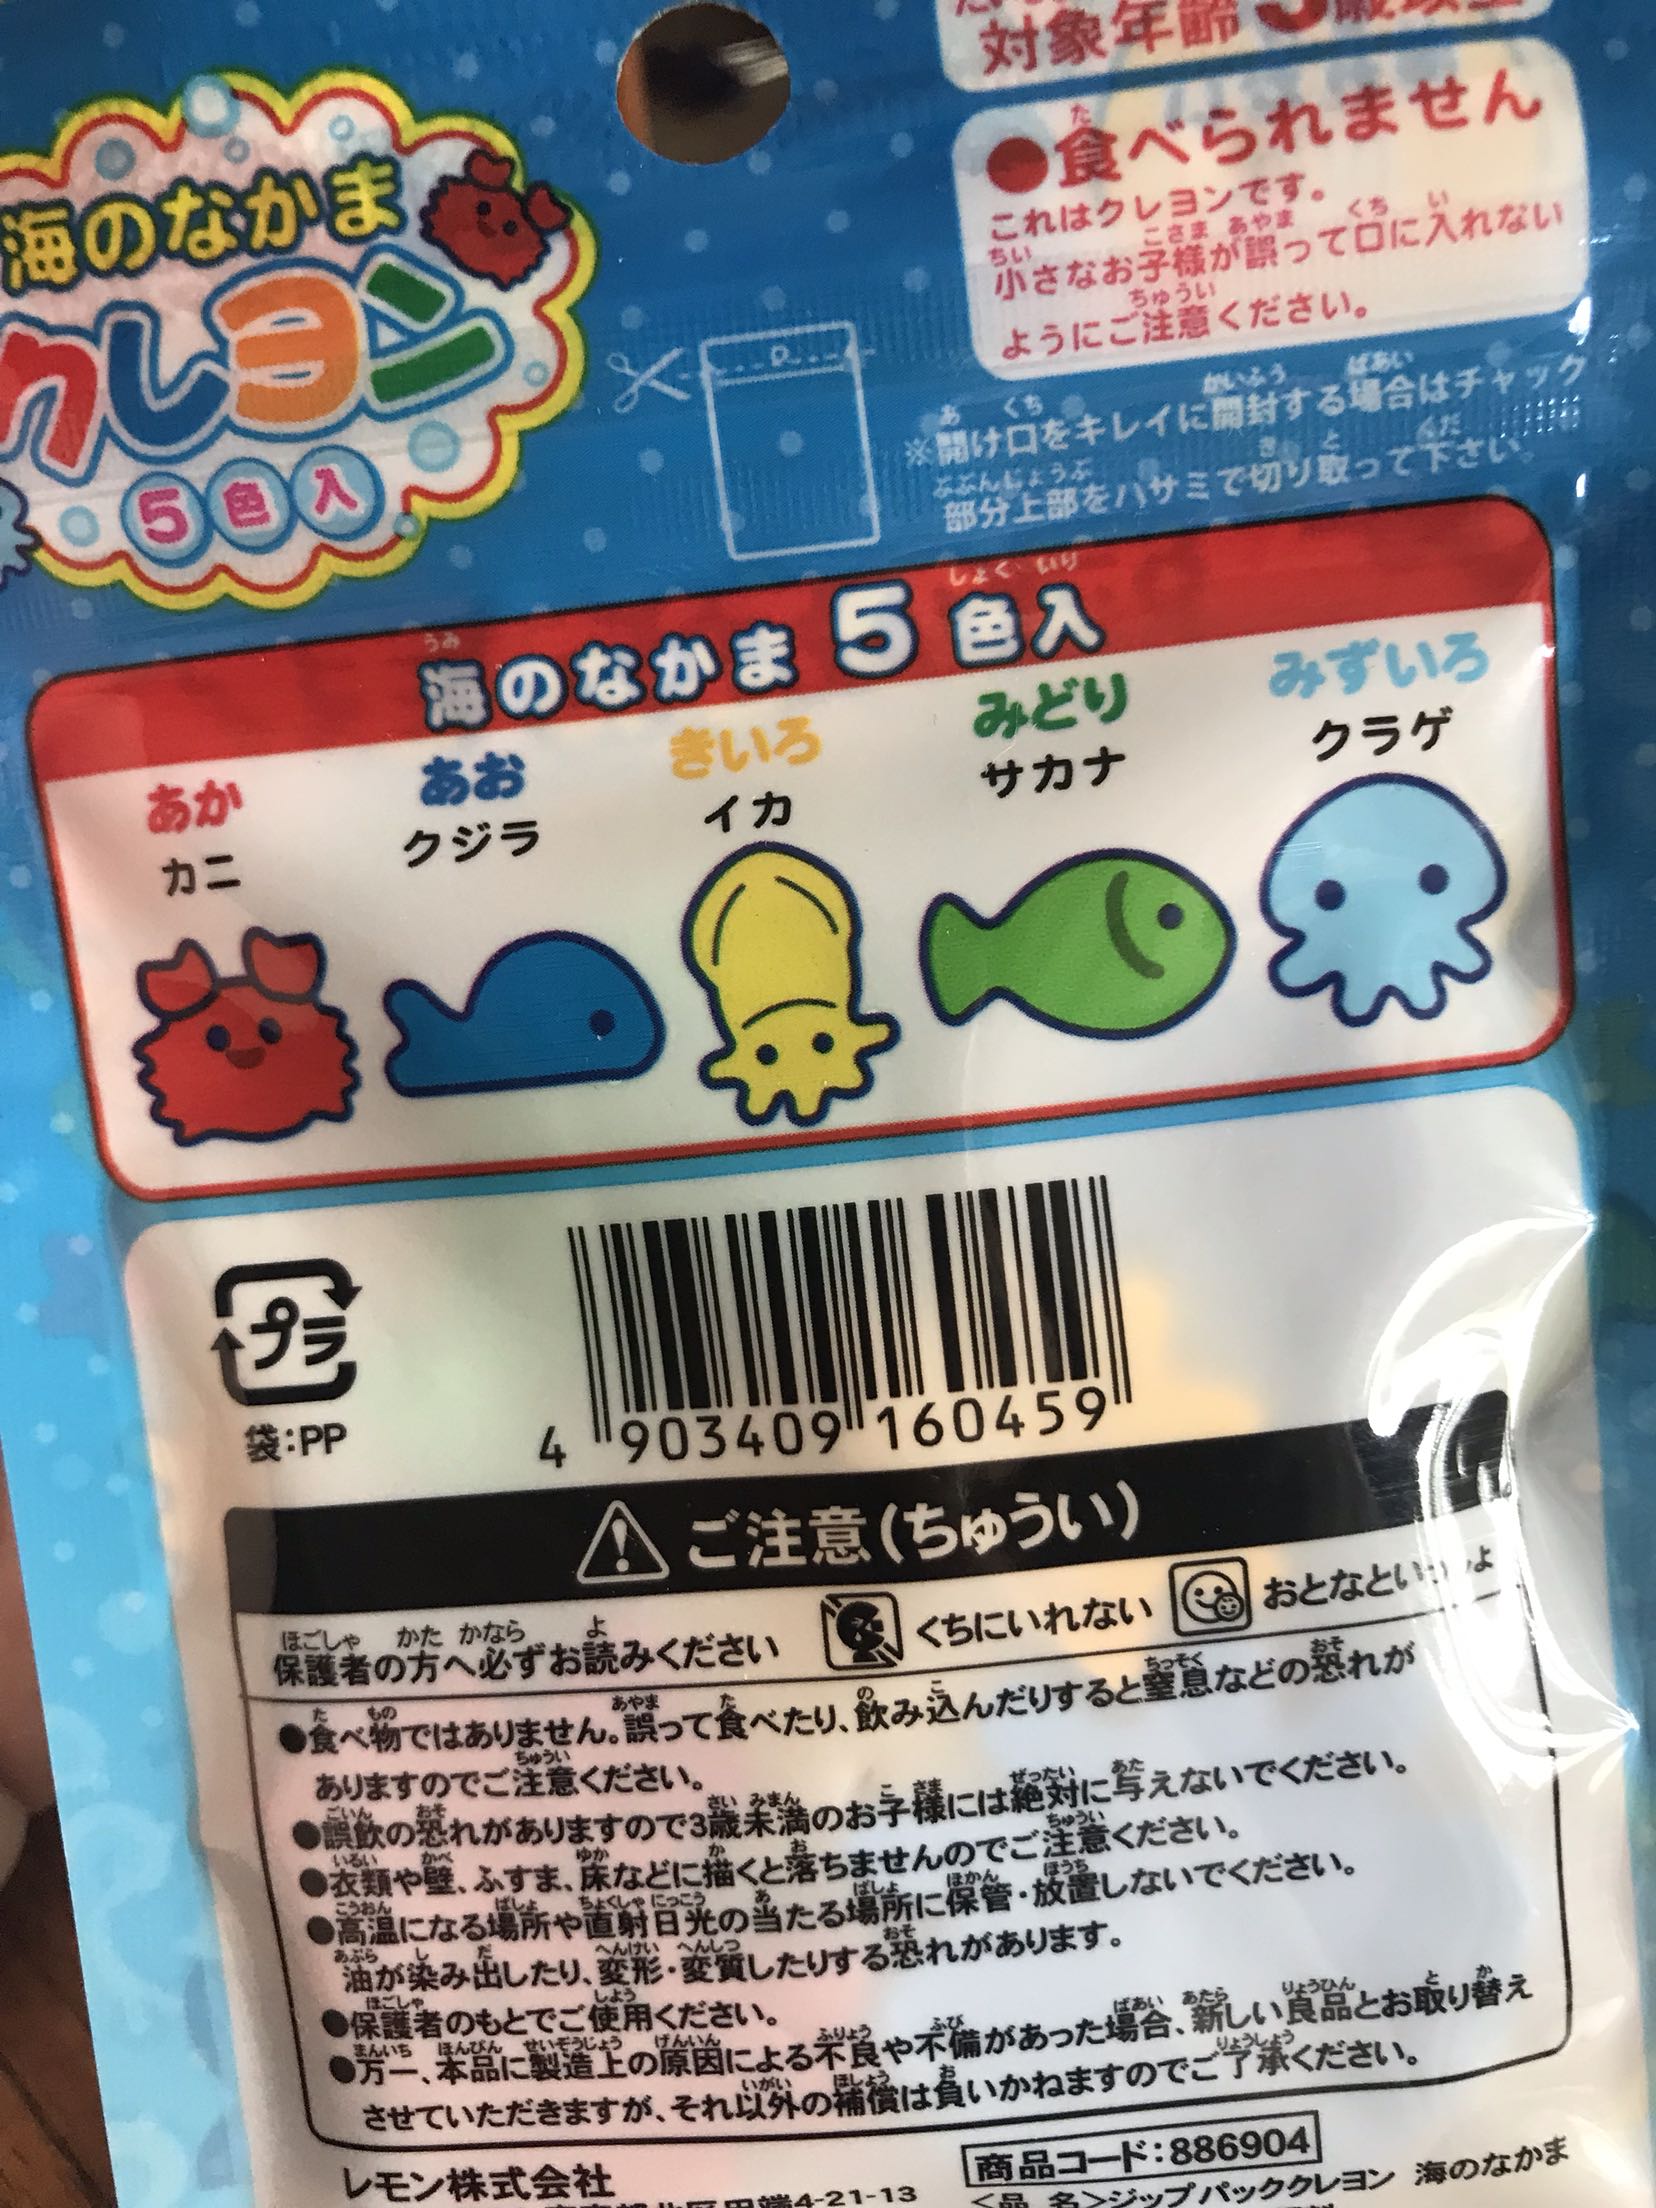 対象年齢
●食べられません
これはクレヨンです。
小さなお子様が誤って口に入れない
ようにご注意ください。
海のなかま
クレヨン
5色入
※開け口をキレイに開封する場合はチャック
部分上部をハサミで切り取って下さい。
海のなかま5色入
あか
カニ
あお
クジラ
きいろ
イカ
みどり
サカナ
みずいろ
クラゲ
プラ
袋:PP
4 903409 160459
ご注意(ちゅうい)
保護者の方へ必ずお読みください
くちにいれない
おとなといっしょ
●食べ物ではありません。誤って食べたり、飲み込んだりすると窒息などの恐れが
ありますのでご注意ください。
●誤飲の恐れがありますので3歳未満のお子様には絶対に与えないでください。
●衣類や壁、ふすま、床などに描くと落ちませんのでご注意ください。
●高温になる場所や直射日光の当たる場所に保管・放置しないでください。
油が染み出したり、変形・変質したりする恐れがあります。
●保護者のもとでご使用ください。
●万一、本品に製造上の原因による不良や不備があった場合、新しい良品とお取り替え
させていただきますが、それ以外の補償は負いかねますのでご了承ください。
レモン株式会社
4-21-13
商品コード:886904
<品 名>ジップパッククレヨン 海のなかま